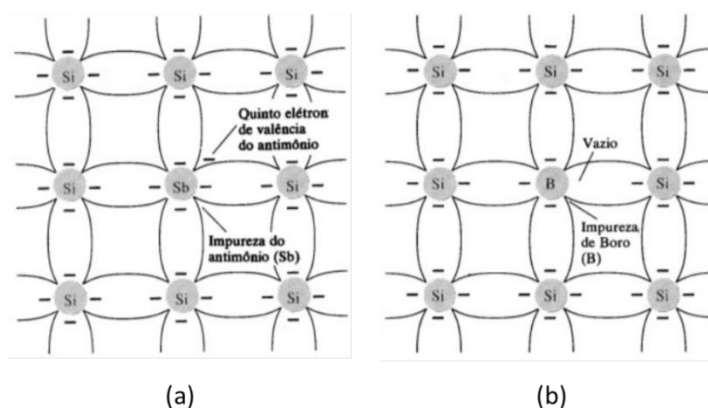 Si Si Si
Quinto elétron
de valência
do antimônio
Si Sb Si
Impureza do
antimônio (Sb)
Si Si Si
(a)
Si Si Si
Vazio
Si B Si
Impureza
de Boro
(B)
Si Si Si
(b)